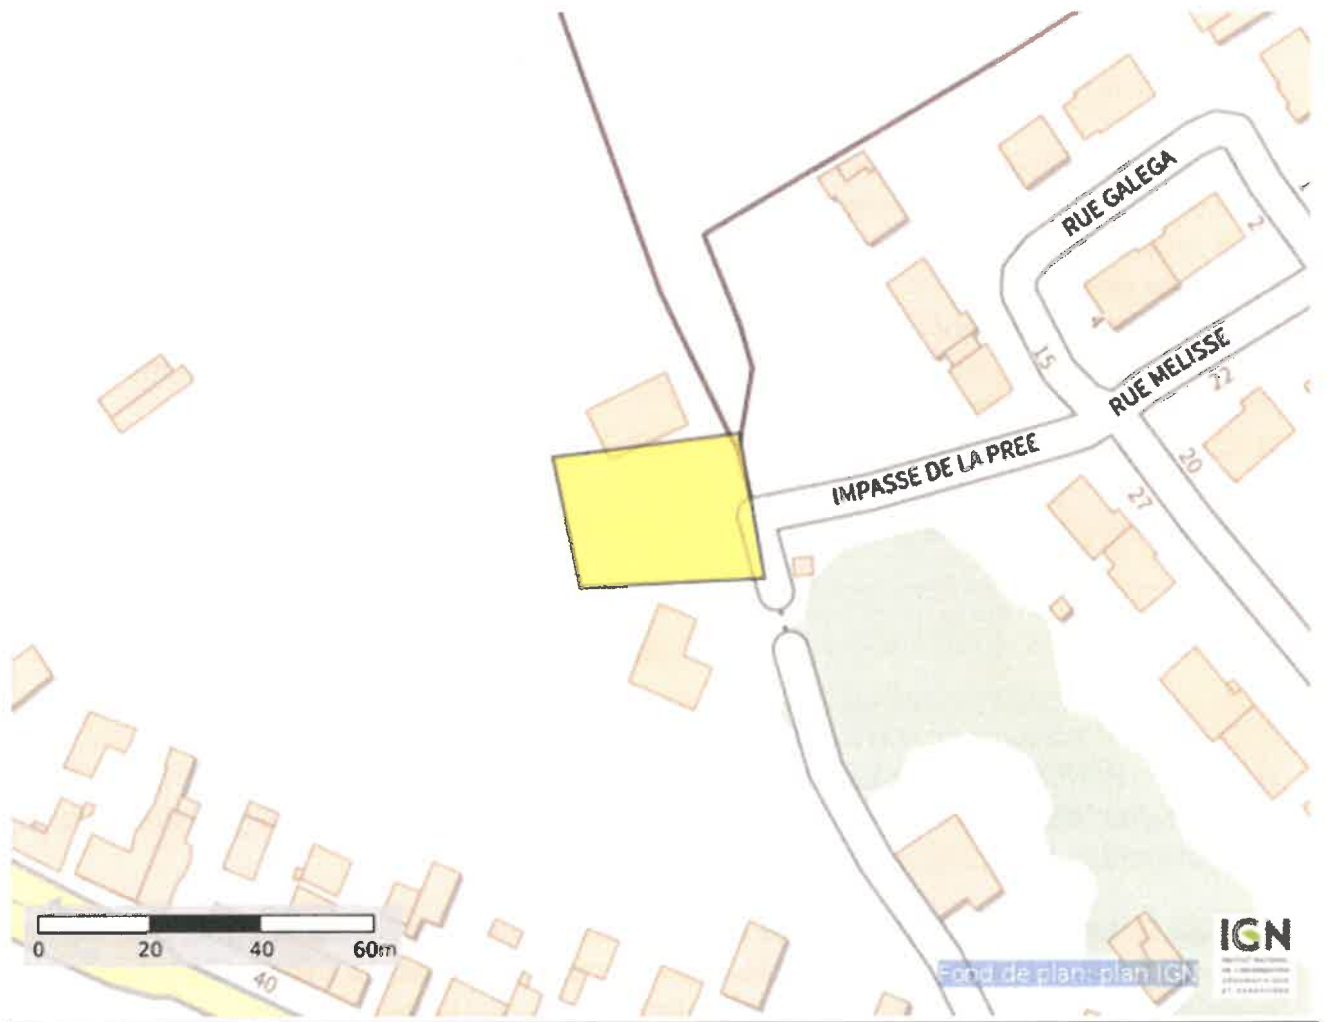 RUE GALEGA
2
4
15
RUE MELISSE
22
IMPASSE DE LA PREE
20
27
0 20 40 60m
40
Fond de plan: plan IGN
IGN